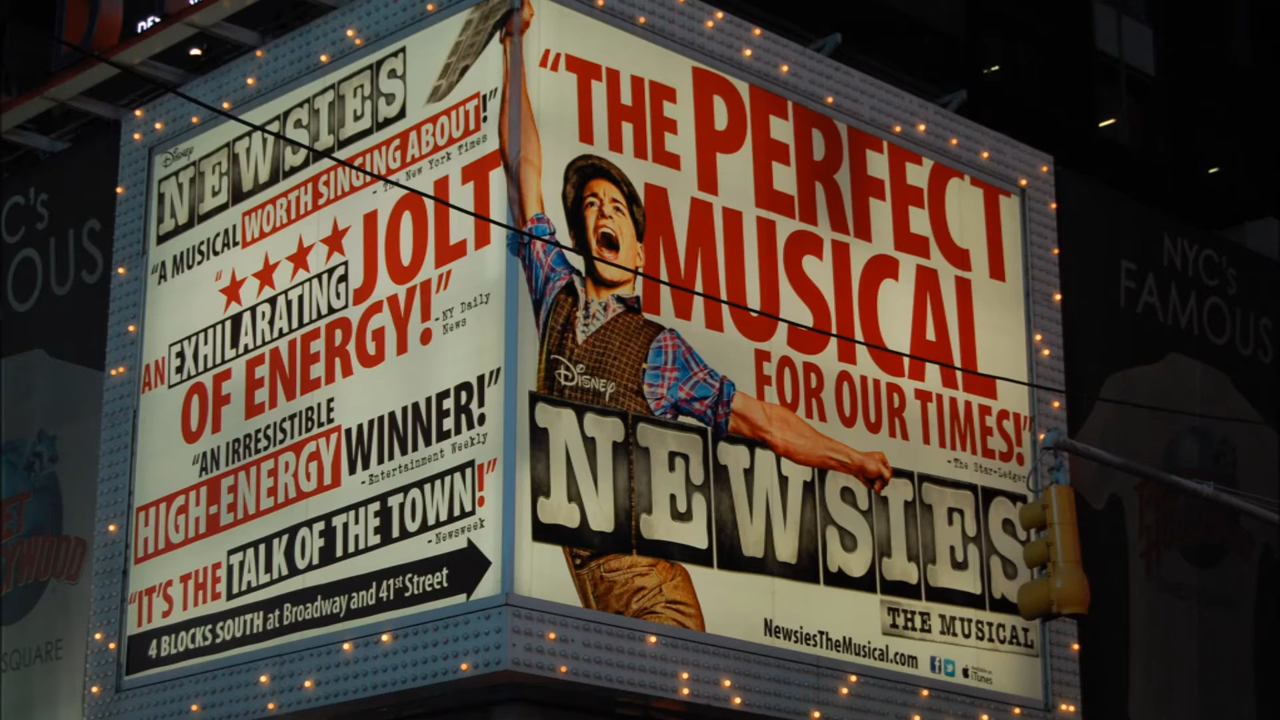 C's
OUS
WOOD
SQUARE
Disney
NEWSIES
"A MUSICAL WORTH SINGING ABOUT!"
- The New York Times
"★★★★
AN EXHILARATING JOLT
OF ENERGY!"
-NY Daily
News
"AN IRRESISTIBLE
HIGH-ENERGY WINNER!"
-Entertainment Weekly
"IT'S THE TALK OF THE TOWN!"
-Newsweek
4 BLOCKS SOUTH at Broadway and 41st Street
"THE PERFECT
MUSICAL
FOR OUR TIMES!"
-The Star-Ledger
Disney
NEWSIES
THE MUSICAL
NewsiesTheMusical.com
iTunes
NYC'S
FAMOUS